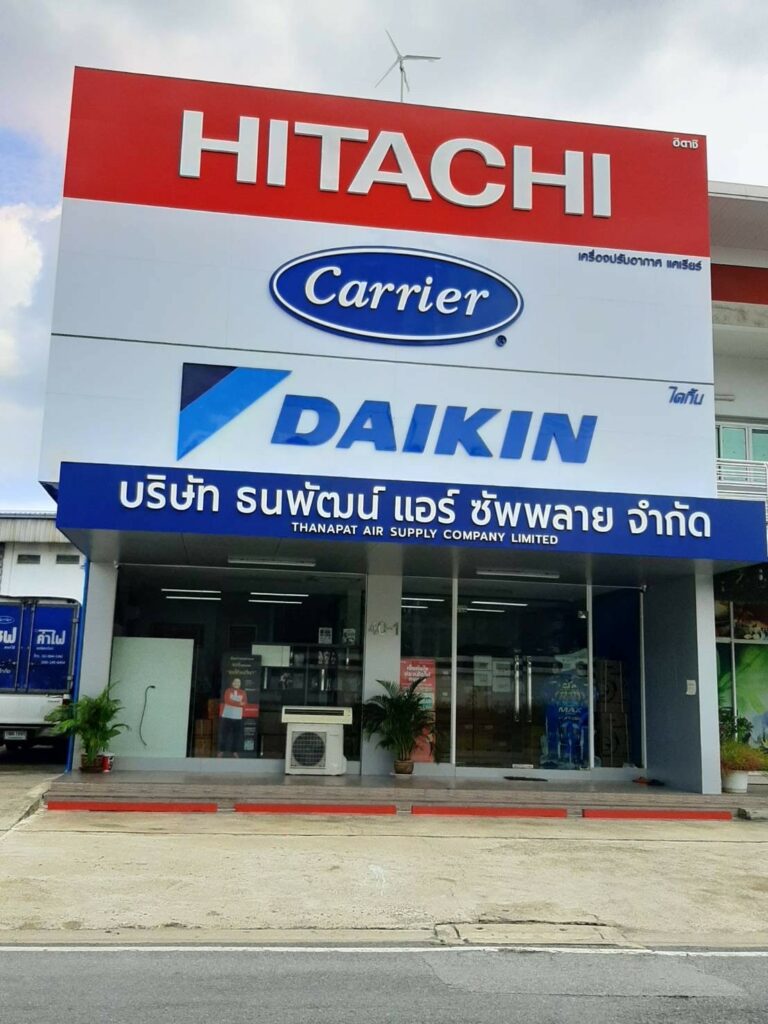 HITACHI
ฮิตาชิ
เครื่องปรับอากาศ แคเรียร์
Carrier
ไดกิ้น
DAIKIN
บริษัท ธนพัฒน์ แอร์ ซัพพลาย จำกัด
THANAPAT AIR SUPPLY COMPANY LIMITED
43-1
MAX